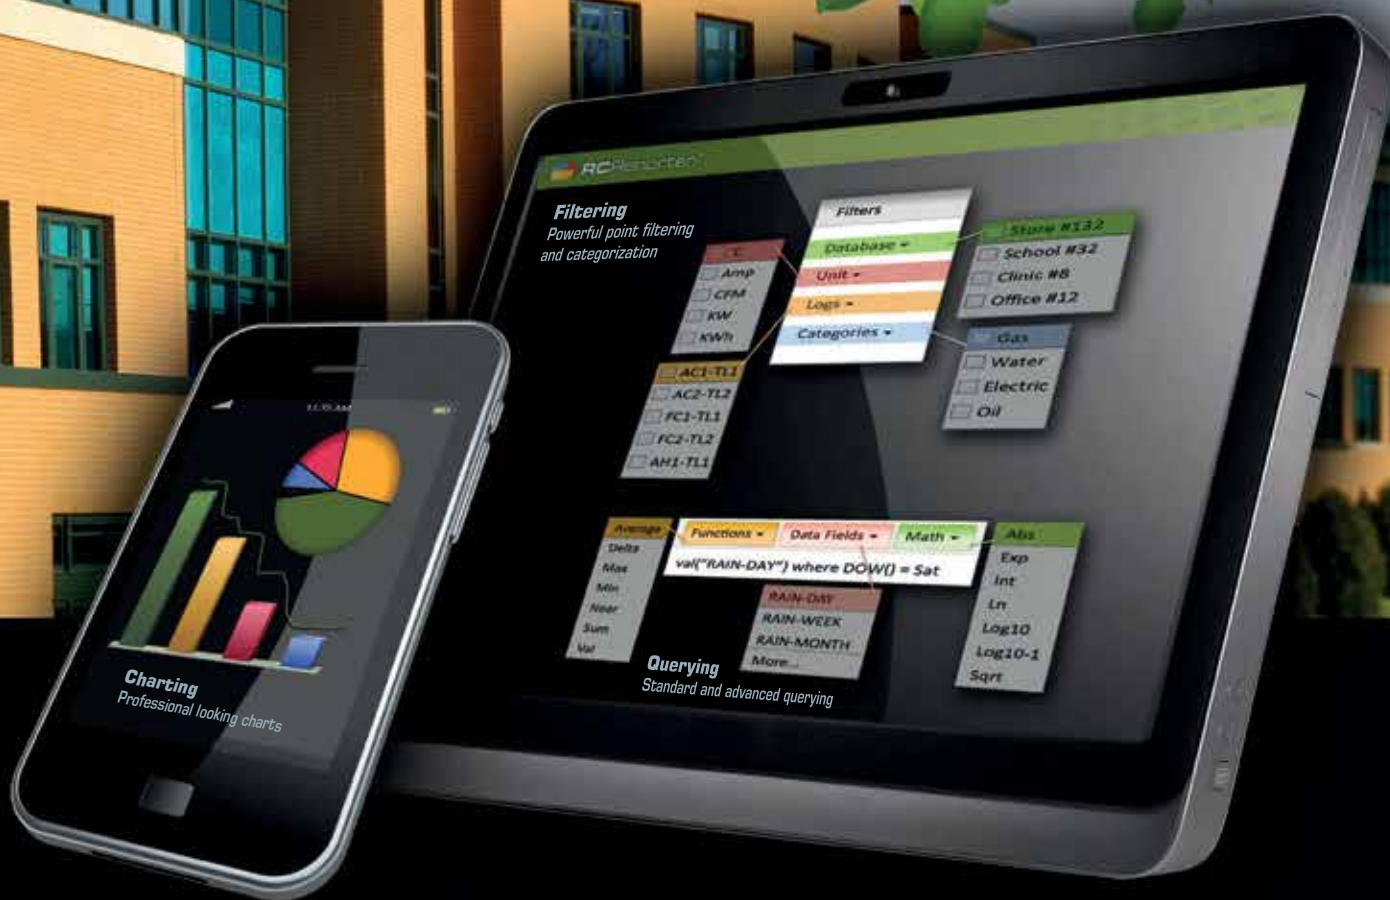 RCReporter
Filtering
Powerful point filtering
and categorization
Filters
Database
Unit
Logs
Categories
°C
Amp
CFM
KW
KWh
AC1-TL1
AC2-TL2
FC1-TL1
FC2-TL2
AH1-TL1
Store #132
School #32
Clinic #8
Office #12
Gas
Water
Electric
Oil
Average
Delta
Max
Min
Near
Sum
Val
Functions
Data Fields
Math
val("RAIN-DAY") where DOW() = Sat
RAIN-DAY
RAIN-WEEK
RAIN-MONTH
More...
Abs
Exp
Int
Ln
Log10
Log10-1
Sqrt
Querying
Standard and advanced querying
Charting
Professional looking charts